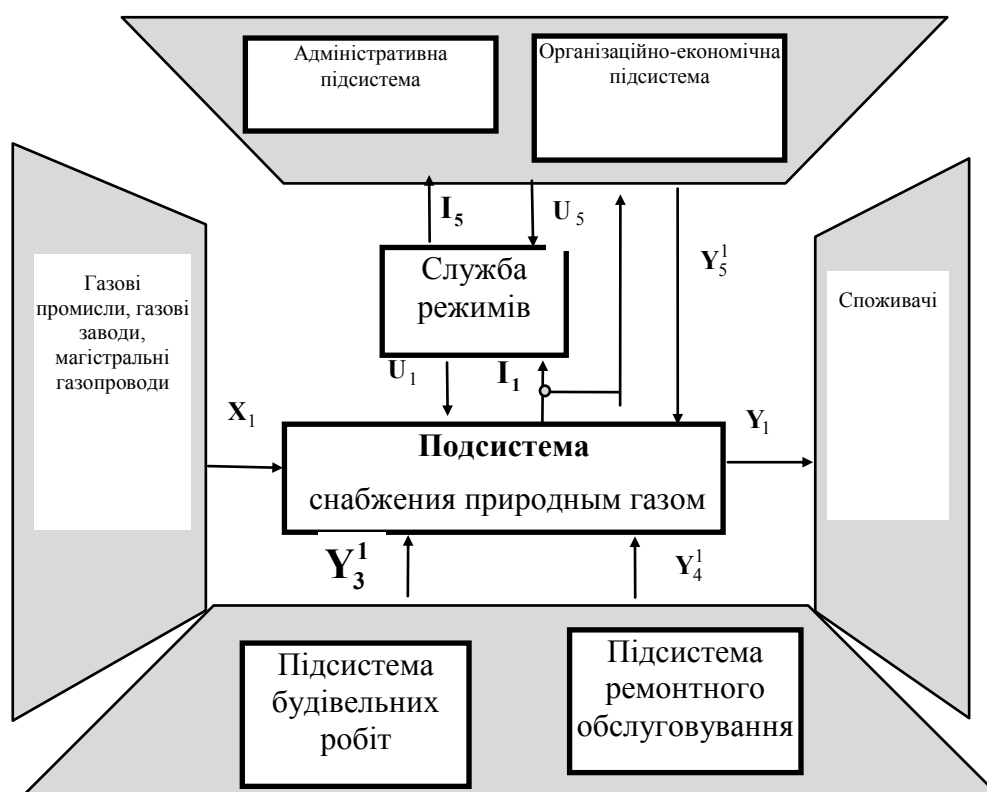 Адміністративна
підсистема
Організаційно-економічна
підсистема
I₅
U₅
Y₅¹
Служба
режимів
Газові
промисли, газові
заводи,
магістральні
газопроводи
Споживачі
U₁
I₁
X₁
Y₁
Подсистема
снабжения природным газом
Y₃¹
Y₄¹
Підсистема
будівельних
робіт
Підсистема
ремонтного
обслуговування